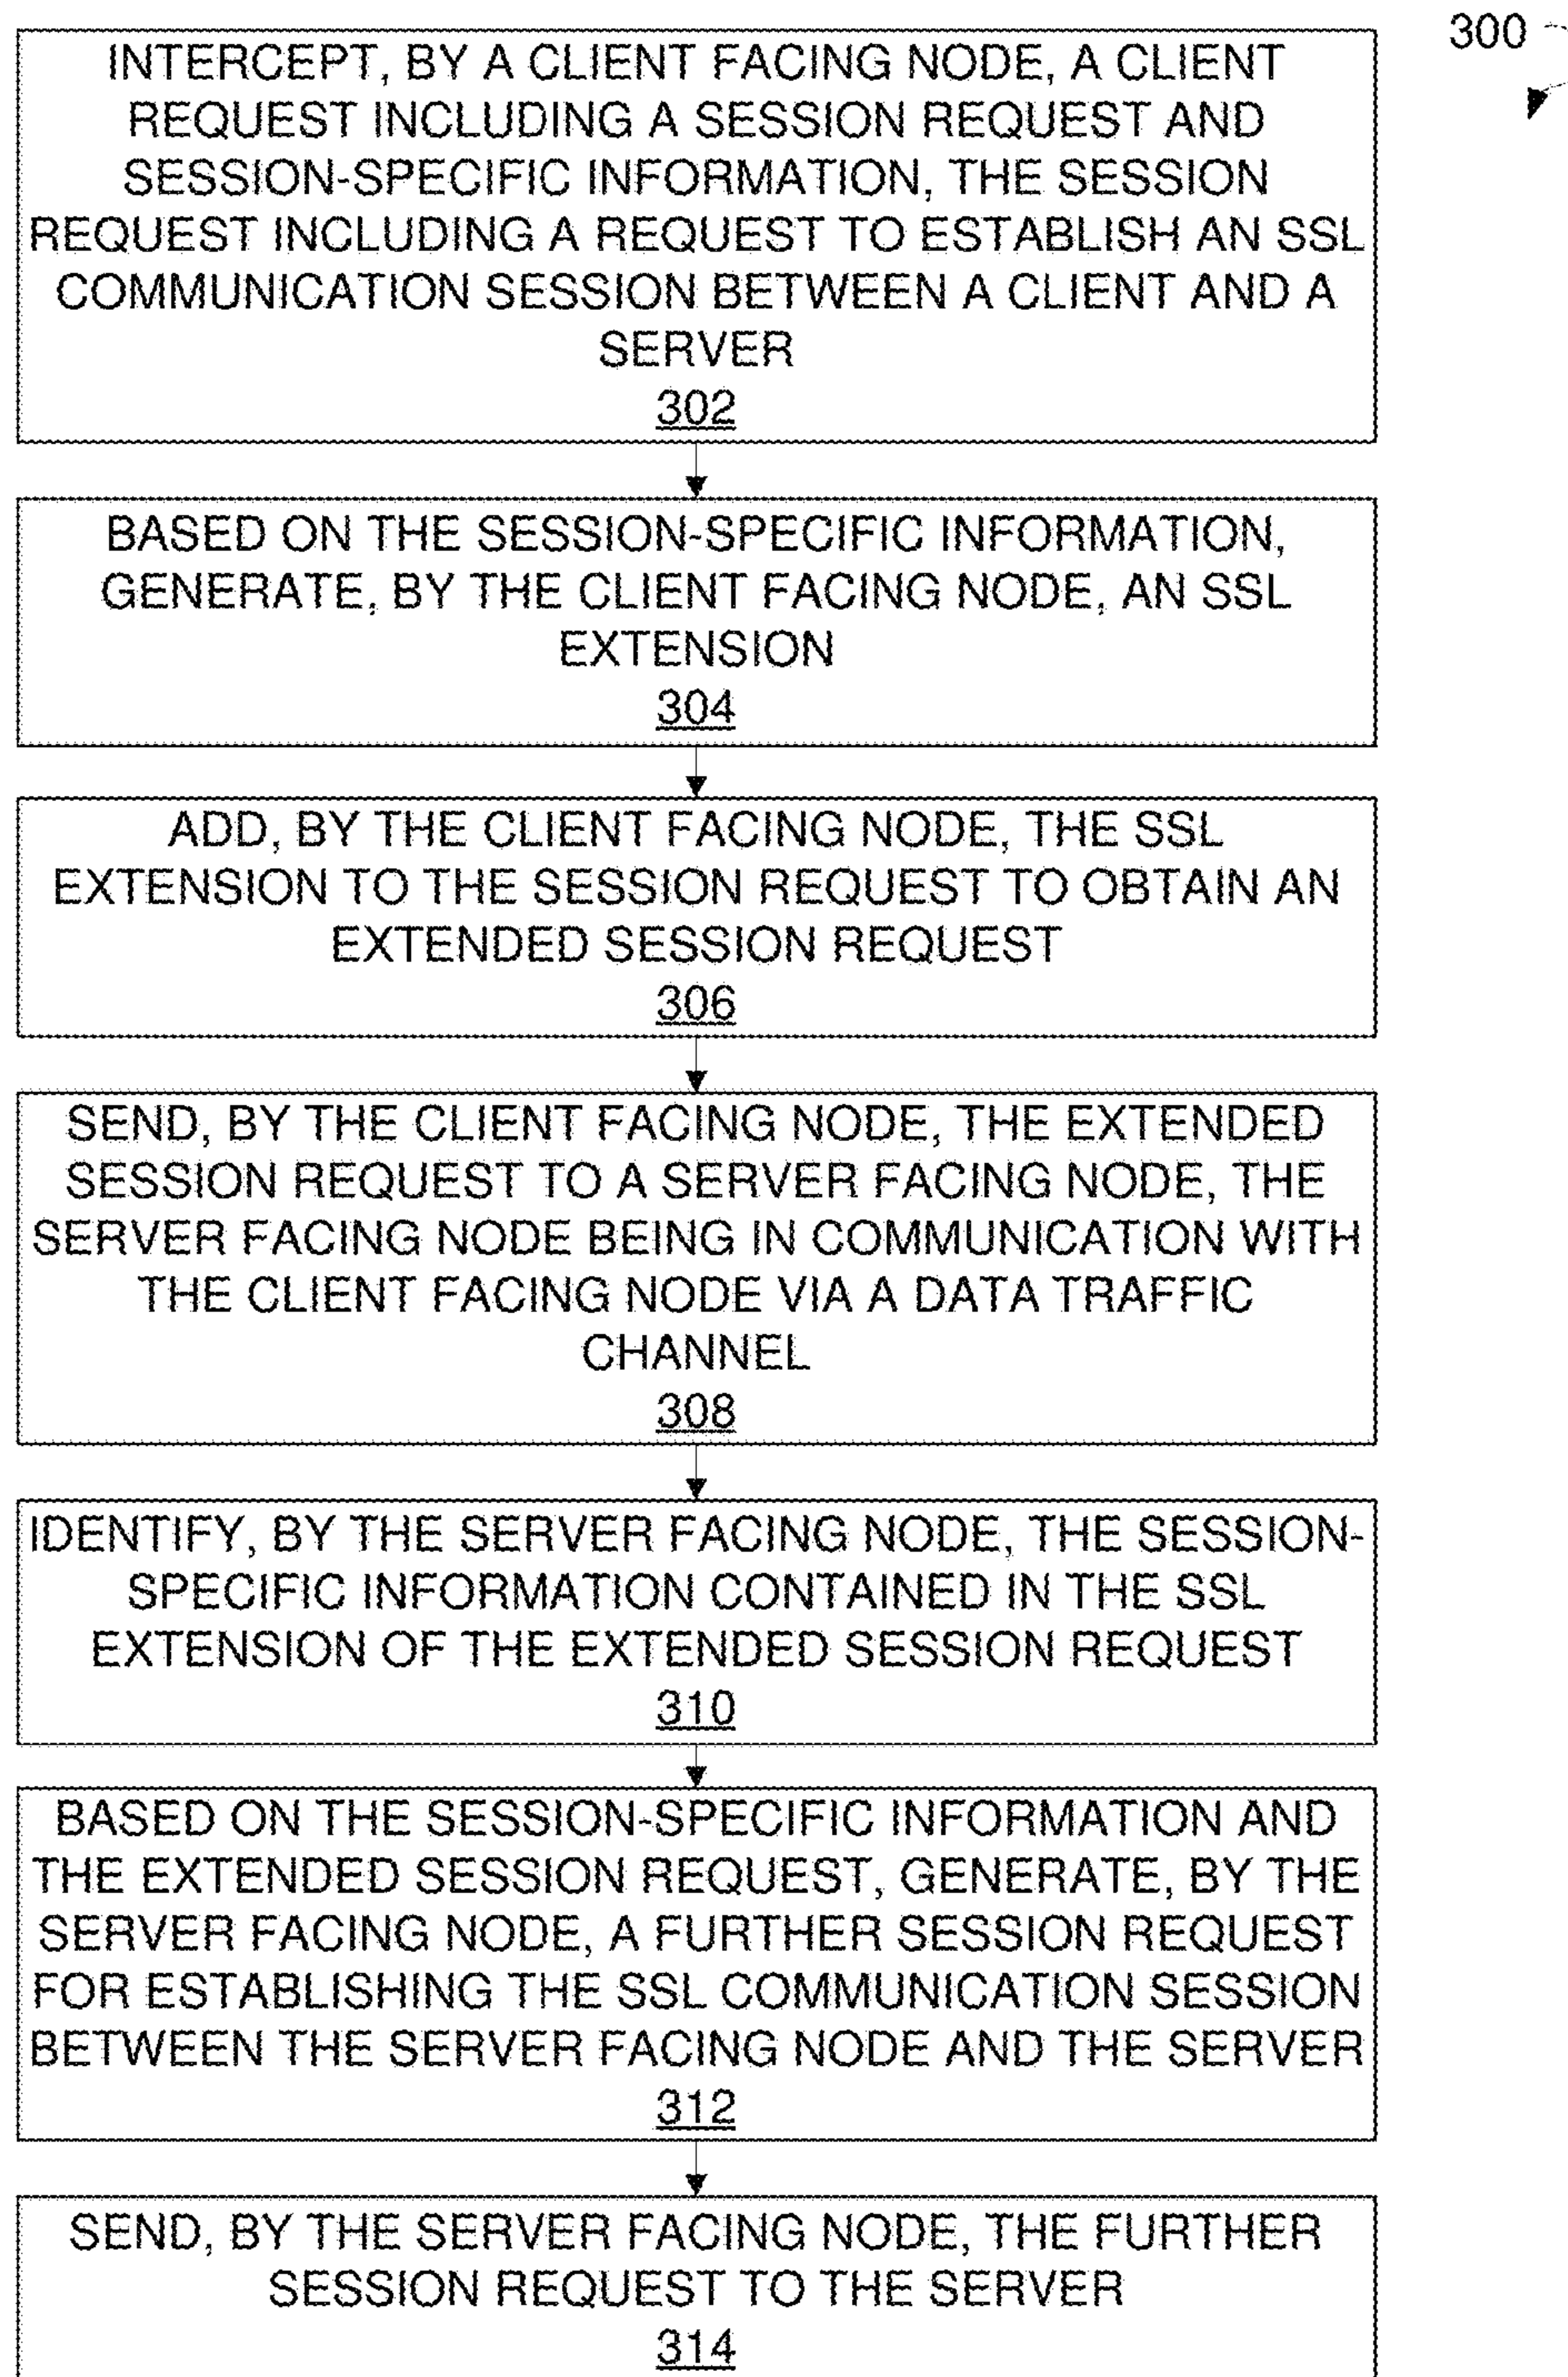 300
INTERCEPT, BY A CLIENT FACING NODE, A CLIENT
REQUEST INCLUDING A SESSION REQUEST AND
SESSION-SPECIFIC INFORMATION, THE SESSION
REQUEST INCLUDING A REQUEST TO ESTABLISH AN SSL
COMMUNICATION SESSION BETWEEN A CLIENT AND A
SERVER
302
BASED ON THE SESSION-SPECIFIC INFORMATION,
GENERATE, BY THE CLIENT FACING NODE, AN SSL
EXTENSION
304
ADD, BY THE CLIENT FACING NODE, THE SSL
EXTENSION TO THE SESSION REQUEST TO OBTAIN AN
EXTENDED SESSION REQUEST
306
SEND, BY THE CLIENT FACING NODE, THE EXTENDED
SESSION REQUEST TO A SERVER FACING NODE, THE
SERVER FACING NODE BEING IN COMMUNICATION WITH
THE CLIENT FACING NODE VIA A DATA TRAFFIC
CHANNEL
308
IDENTIFY, BY THE SERVER FACING NODE, THE SESSION-
SPECIFIC INFORMATION CONTAINED IN THE SSL
EXTENSION OF THE EXTENDED SESSION REQUEST
310
BASED ON THE SESSION-SPECIFIC INFORMATION AND
THE EXTENDED SESSION REQUEST, GENERATE, BY THE
SERVER FACING NODE, A FURTHER SESSION REQUEST
FOR ESTABLISHING THE SSL COMMUNICATION SESSION
BETWEEN THE SERVER FACING NODE AND THE SERVER
312
SEND, BY THE SERVER FACING NODE, THE FURTHER
SESSION REQUEST TO THE SERVER
314